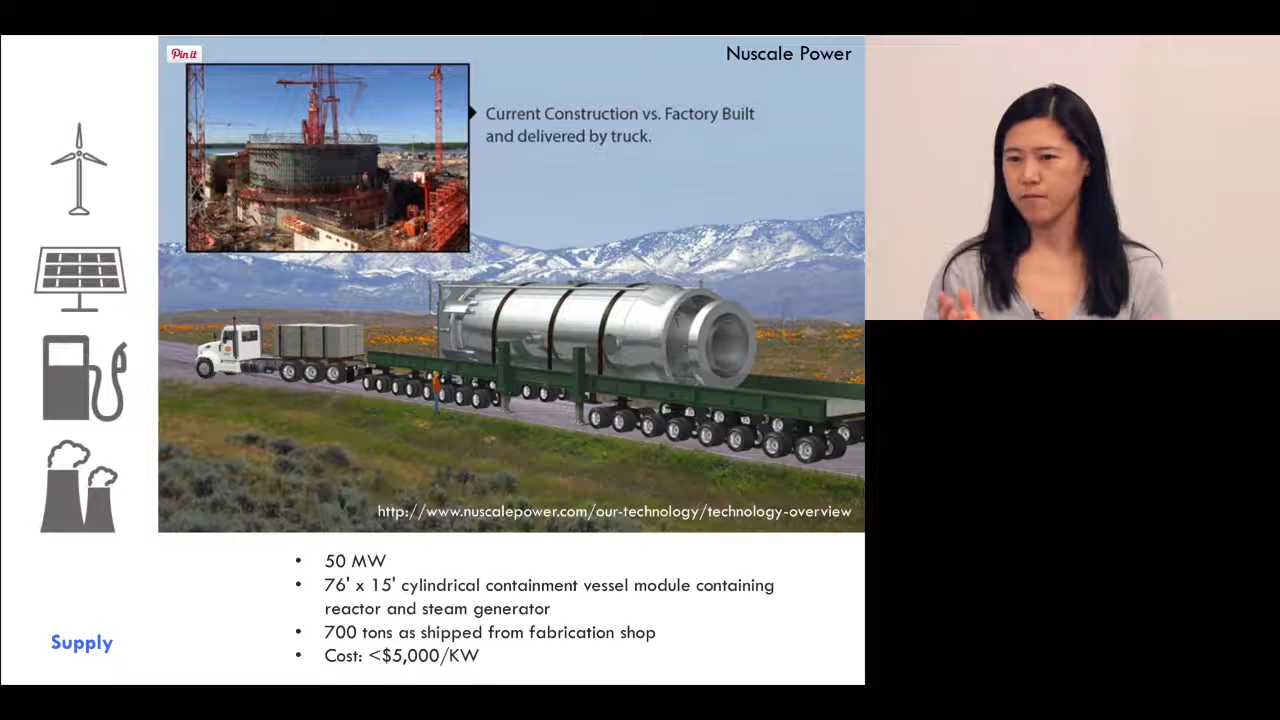 Pin it
Nuscale Power
Current Construction vs. Factory Built
and delivered by truck.
http://www.nuscalepower.com/our-technology/technology-overview
• 50 MW
• 76' x 15' cylindrical containment vessel module containing
reactor and steam generator
• 700 tons as shipped from fabrication shop
• Cost: <$5,000/KW
Supply